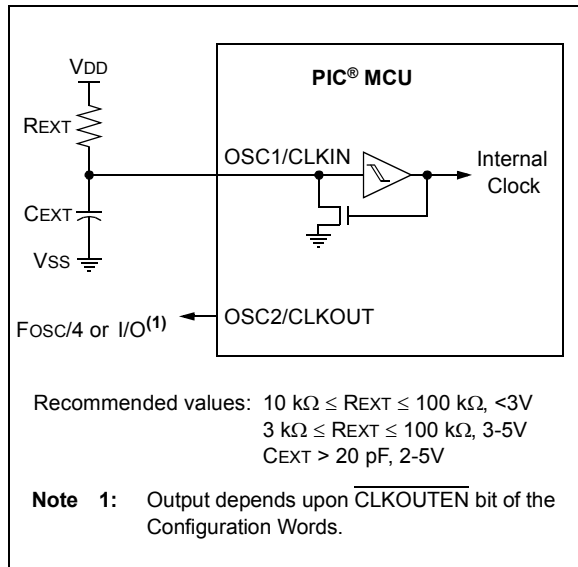 VDD
PIC® MCU
REXT
OSC1/CLKIN
Internal
Clock
CEXT
VSS
OSC2/CLKOUT
FOSC/4 or I/O(1)
Recommended values: 10 kΩ ≤ REXT ≤ 100 kΩ, <3V
3 kΩ ≤ REXT ≤ 100 kΩ, 3-5V
CEXT > 20 pF, 2-5V
Note 1: Output depends upon CLKOUTEN bit of the
Configuration Words.